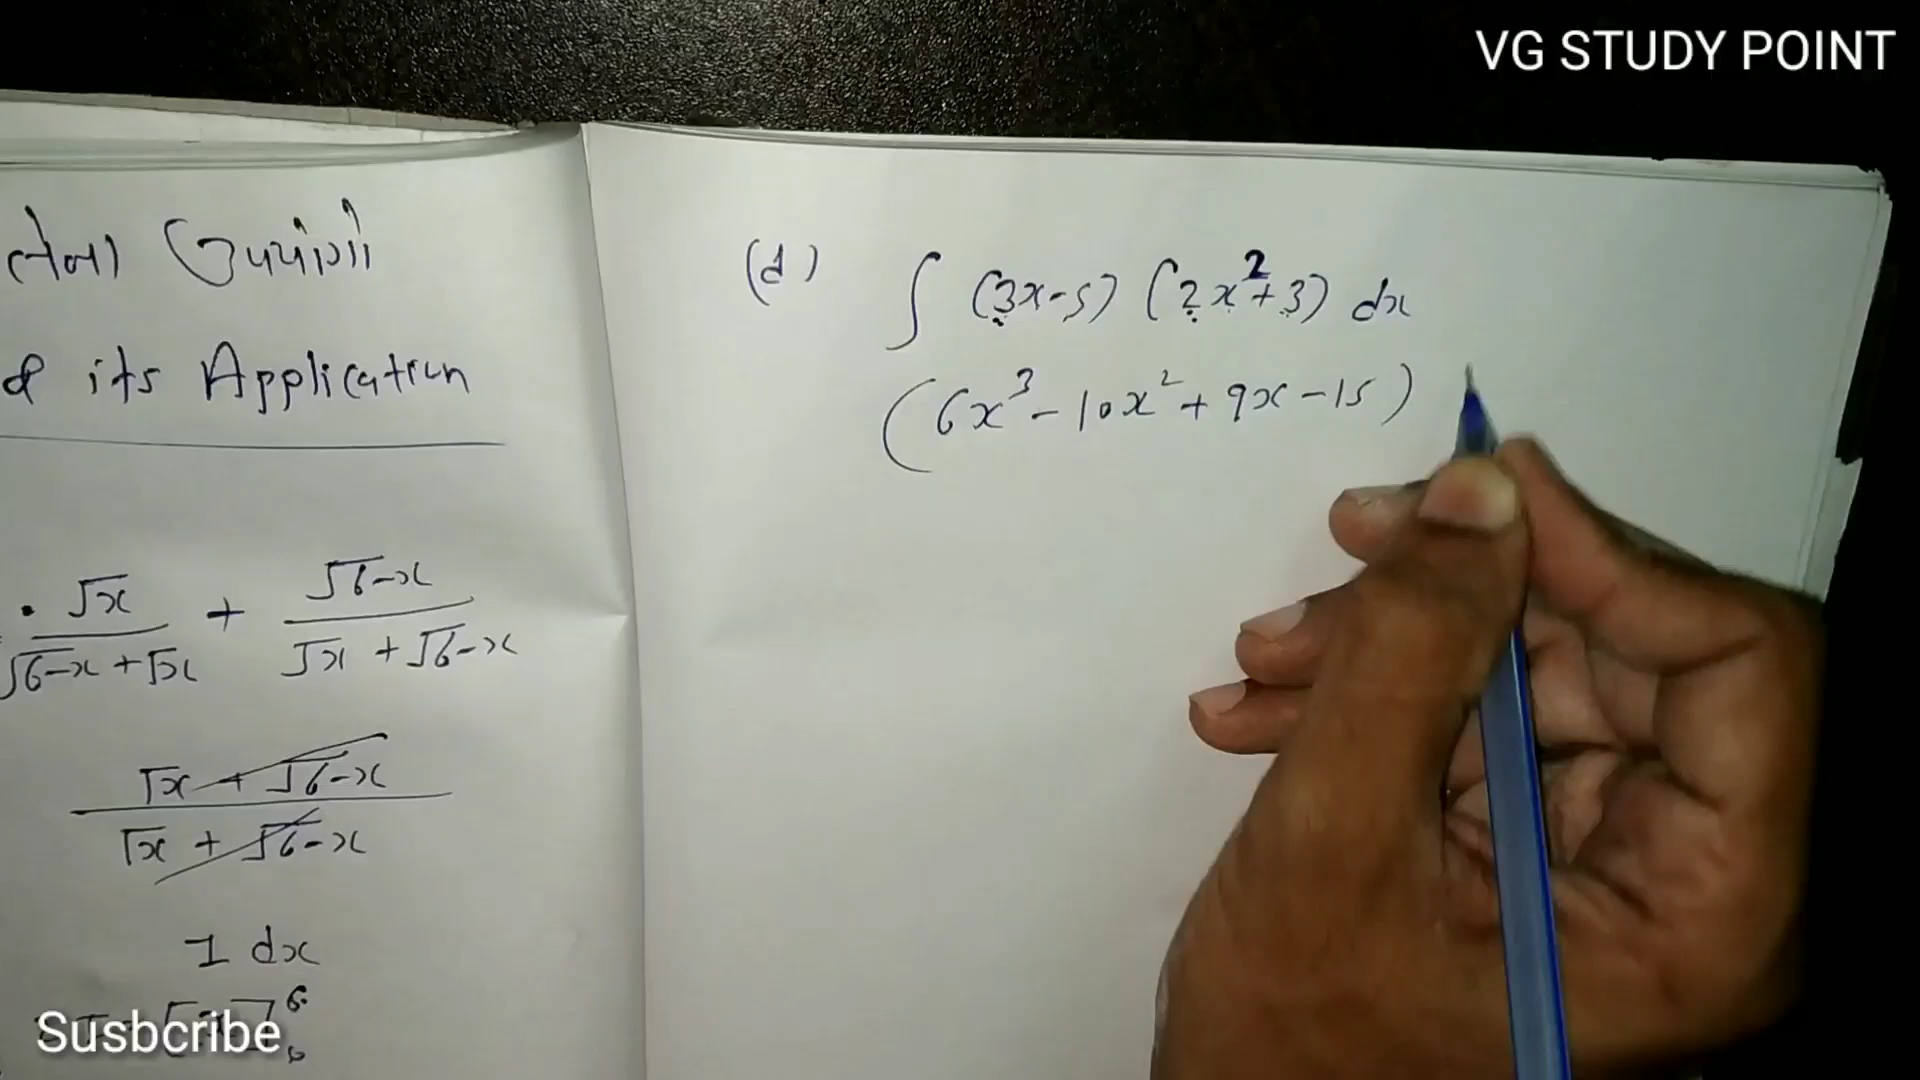 VG STUDY POINT
તેના ઉપયોગો
& its Application
√x / √6-x + √x + √6-x / √x + √6-x
√x + √6-x / √x + √6-x
1 dx
(d) ∫ (3x-5) (2x²+3) dx
(6x³ - 10x² + 9x - 15)
Susbcribe